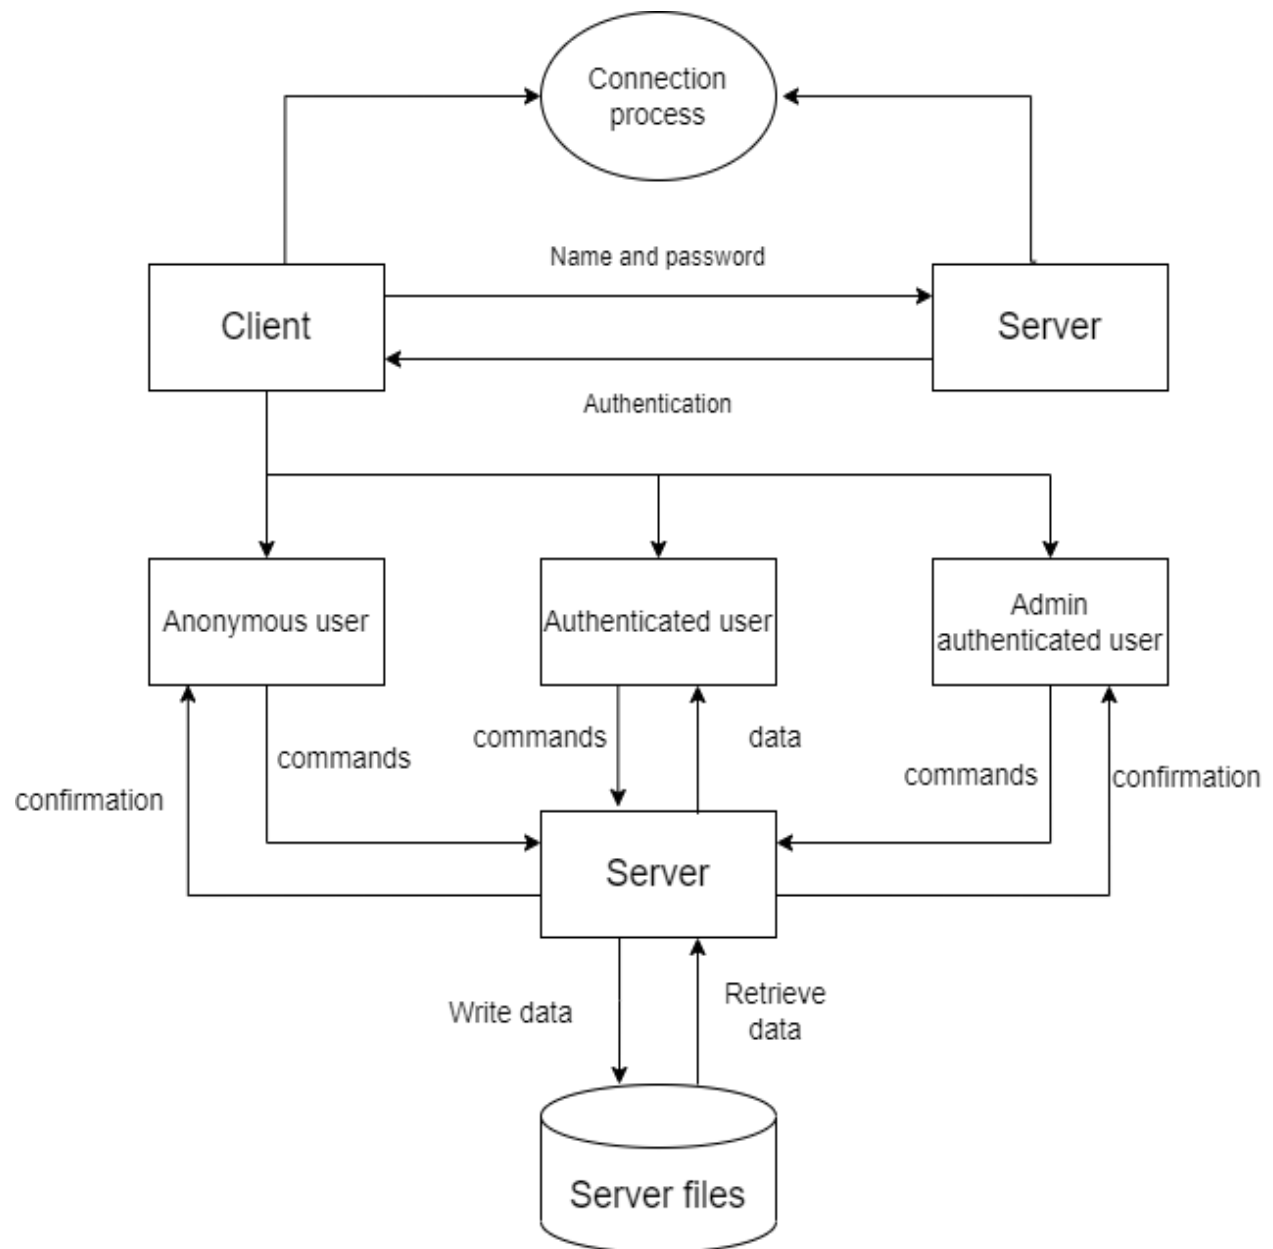 Connection
process
Name and password
Client
Server
Authentication
Anonymous user
Authenticated user
Admin
authenticated user
commands
data
commands
commands
confirmation
confirmation
Server
Write data
Retrieve
data
Server files